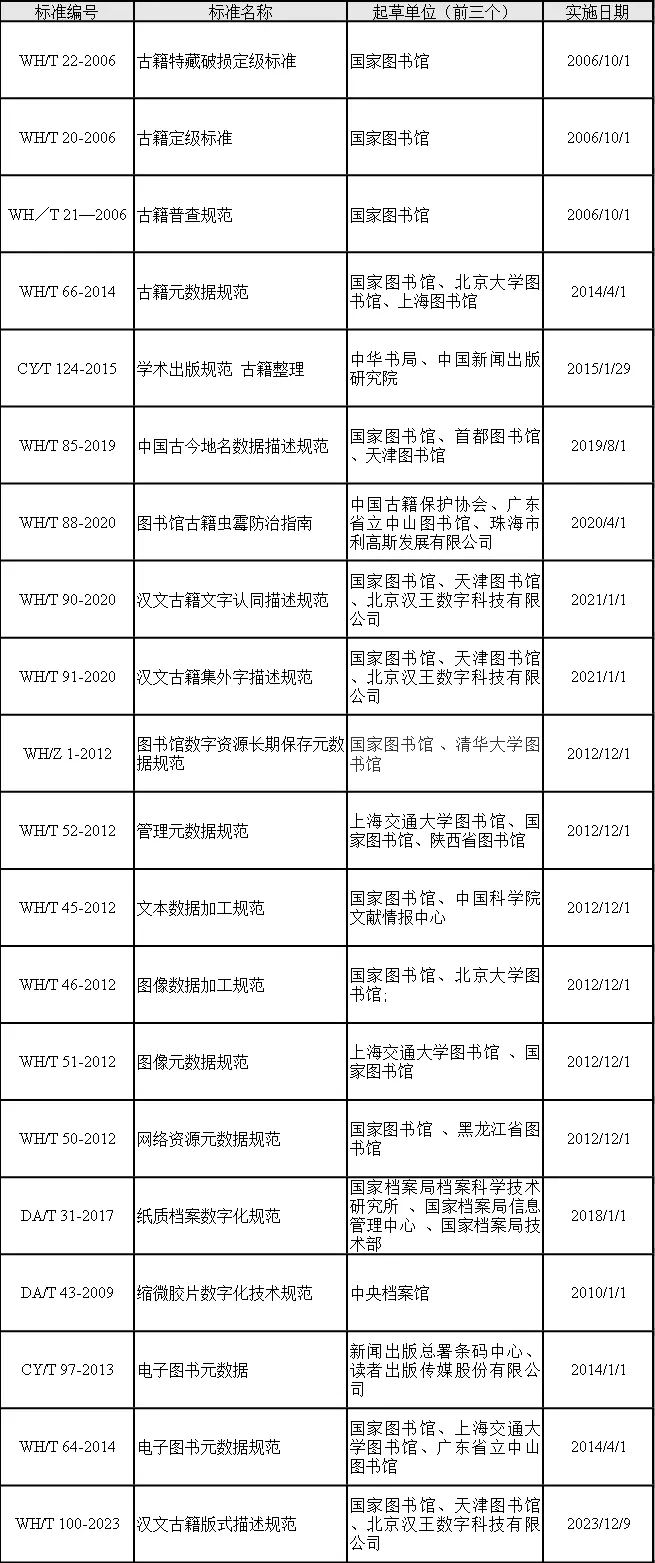 标准编号 标准名称 起草单位（前三个） 实施日期
WH/T 22-2006 古籍特藏破损定级标准 国家图书馆 2006/10/1
WH/T 20-2006 古籍定级标准 国家图书馆 2006/10/1
WH／T 21—2006 古籍普查规范 国家图书馆 2006/10/1
国家图书馆、北京大学图
WH/T 66-2014 古籍元数据规范 书馆、上海图书馆 2014/4/1
中华书局、中国新闻出版
CY/T 124-2015 学术出版规范 古籍整理 研究院 2015/1/29
国家图书馆、首都图书馆
WH/T 85-2019 中国古今地名数据描述规范 、天津图书馆 2019/8/1
中国古籍保护协会、广东
WH/T 88-2020 图书馆古籍虫霉防治指南 省立中山图书馆、珠海市 2020/4/1
利高斯发展有限公司
国家图书馆、天津图书馆
WH/T 90-2020 汉文古籍文字认同描述规范 、北京汉王数字科技有限 2021/1/1
公司
国家图书馆、天津图书馆
WH/T 91-2020 汉文古籍集外字描述规范 、北京汉王数字科技有限 2021/1/1
公司
图书馆数字资源长期保存元数 国家图书馆 、清华大学图
WH/Z 1-2012 据规范 书馆 2012/12/1
上海交通大学图书馆、国
WH/T 52-2012 管理元数据规范 家图书馆、陕西省图书馆 2012/12/1
国家图书馆、中国科学院
WH/T 45-2012 文本数据加工规范 文献情报中心 2012/12/1
国家图书馆、北京大学图
WH/T 46-2012 图像数据加工规范 书馆; 2012/12/1
上海交通大学图书馆 、国
WH/T 51-2012 图像元数据规范 家图书馆 2012/12/1
国家图书馆 、黑龙江省图
WH/T 50-2012 网络资源元数据规范 书馆 2012/12/1
国家档案局档案科学技术
研究所 、国家档案局信息
DA/T 31-2017 纸质档案数字化规范 管理中心 、国家档案局技 2018/1/1
术部
DA/T 43-2009 缩微胶片数字化技术规范 中央档案馆 2010/1/1
新闻出版总署条码中心、
CY/T 97-2013 电子图书元数据 读者出版传媒股份有限公 2014/1/1
司
国家图书馆、上海交通大
WH/T 64-2014 电子图书元数据规范 学图书馆、广东省立中山 2014/4/1
图书馆
国家图书馆、天津图书馆
WH/T 100-2023 汉文古籍版式描述规范 、北京汉王数字科技有限 2023/12/9
公司